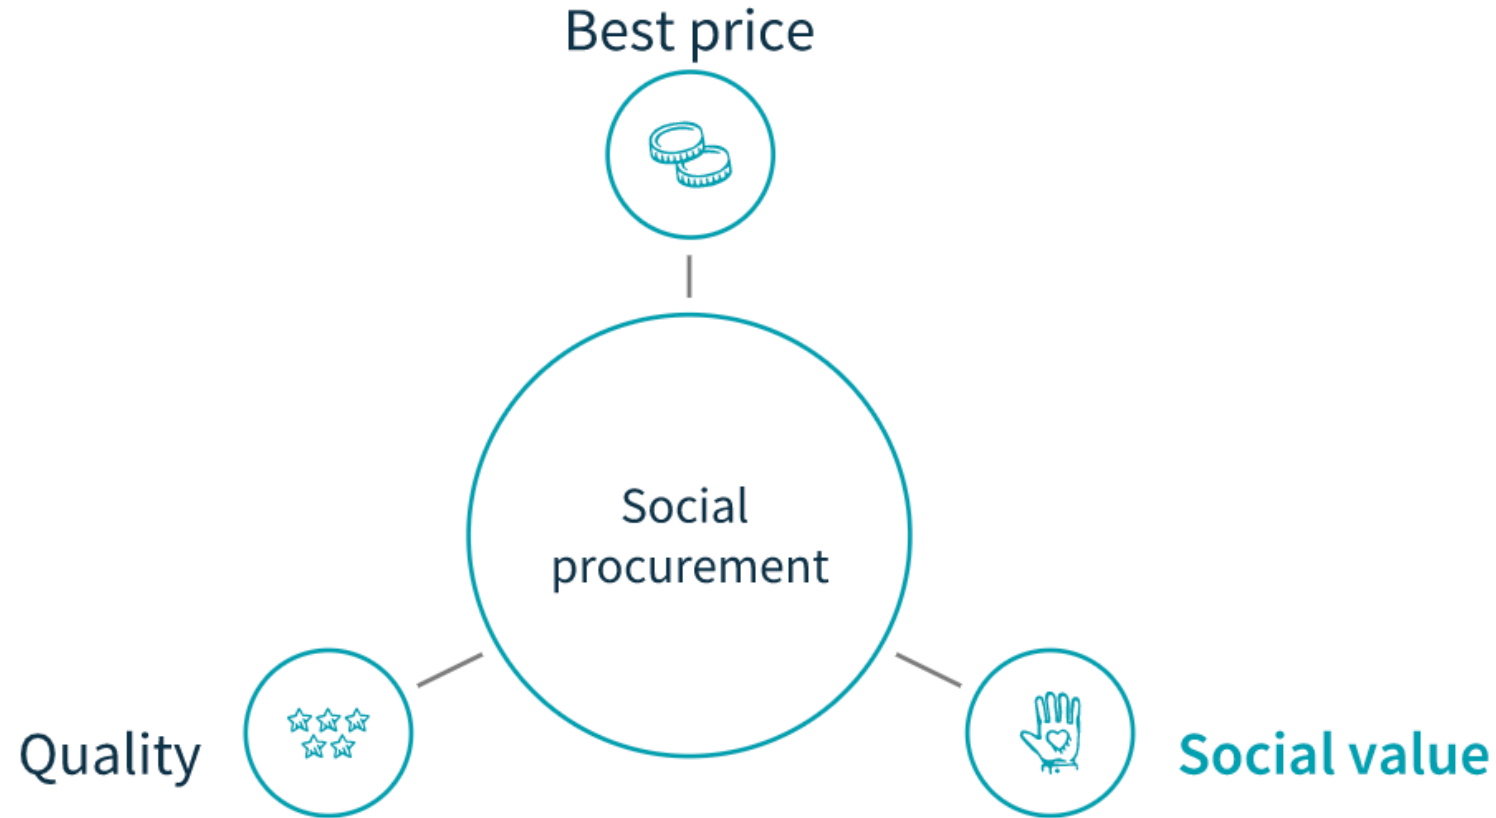 Best price
Social
procurement
Quality
Social value